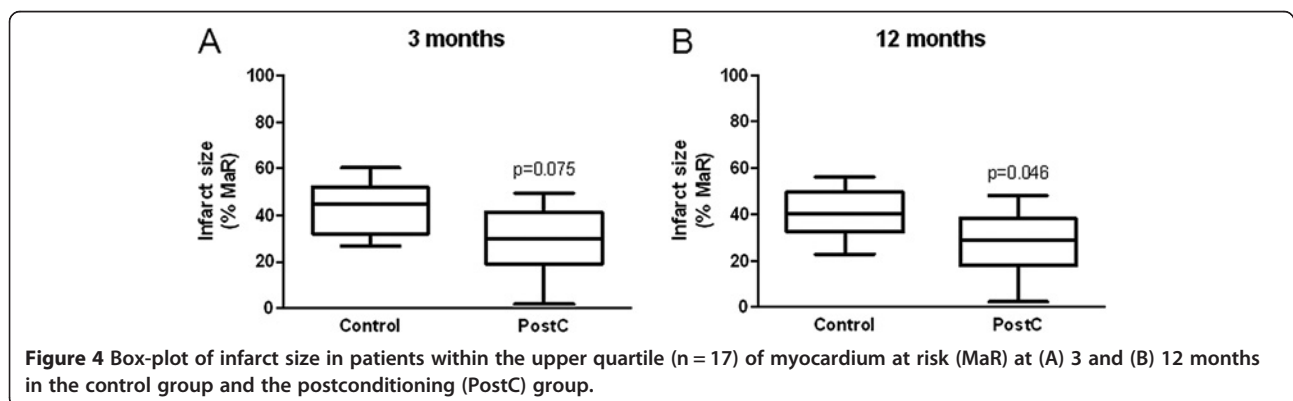 A
3 months
100
80
60
40
20
0
Infarct size
(% MaR)
p=0.075
Control
PostC
B
12 months
100
80
60
40
20
0
Infarct size
(% MaR)
p=0.046
Control
PostC
Figure 4 Box-plot of infarct size in patients within the upper quartile (n = 17) of myocardium at risk (MaR) at (A) 3 and (B) 12 months
in the control group and the postconditioning (PostC) group.